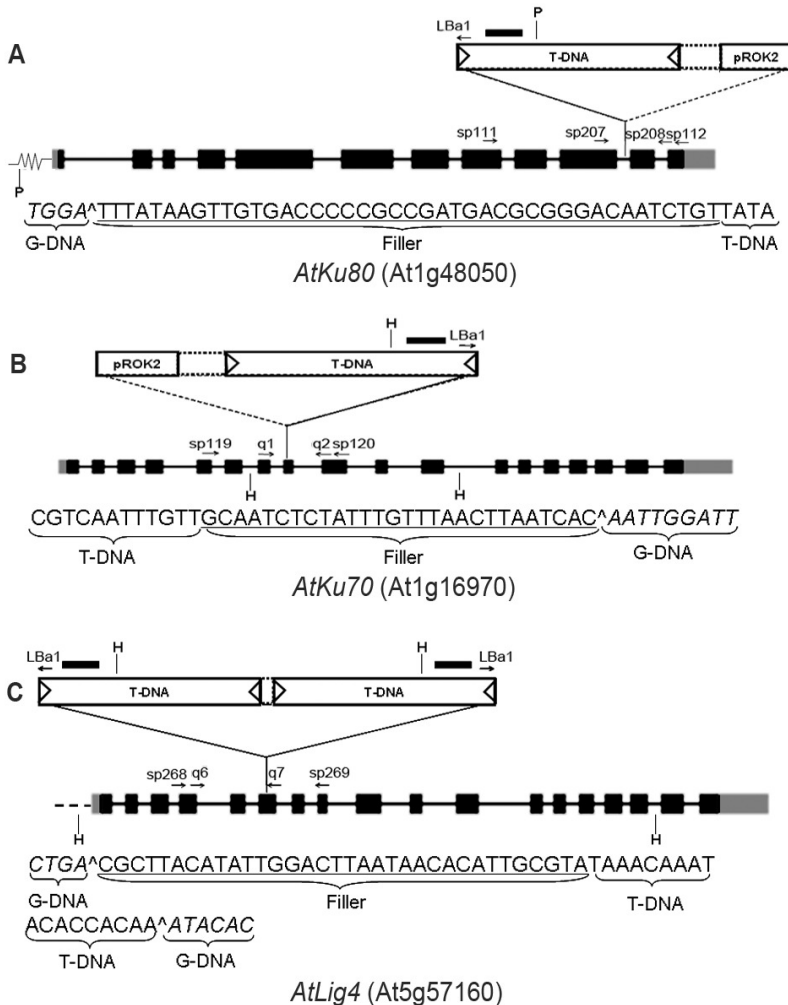 P
LBa1
A
T-DNA
pROK2
sp111
sp207
sp208
sp112
P
TGGA^TTTATAAGTTGTGACCCCCGCCGATGACGCGGGACAATCTGTTATA
G-DNA
Filler
T-DNA
AtKu80 (At1g48050)
H
LBa1
B
pROK2
T-DNA
sp119
q1
q2
sp120
H
H
CGTCAATTTGTTGCAATCTCTATTTGTTTAACTTAATCAC^AATTGGATT
T-DNA
Filler
G-DNA
AtKu70 (At1g16970)
H
H
LBa1
LBa1
C
T-DNA
T-DNA
sp268
q6
q7
sp269
H
H
CTGA^CGCTTACATATTGGACTTAATAACACATTGCGTATAAACAAAT
G-DNA
Filler
T-DNA
ACACCACAA^ATACAC
T-DNA
G-DNA
AtLig4 (At5g57160)